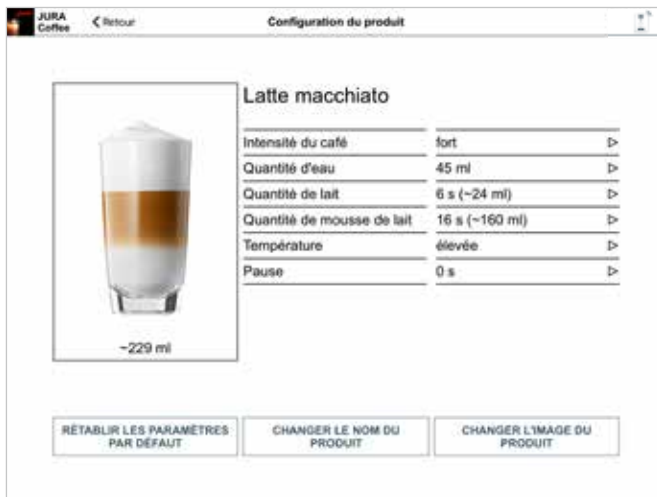 JURA
Coffee
Retour
Configuration du produit
Latte macchiato
Intensité du café fort
Quantité d'eau 45 ml
Quantité de lait 6 s (~24 ml)
Quantité de mousse de lait 16 s (~160 ml)
Température élevée
Pause 0 s
~229 ml
RÉTABLIR LES PARAMÈTRES
PAR DÉFAUT
CHANGER LE NOM DU
PRODUIT
CHANGER L'IMAGE DU
PRODUIT